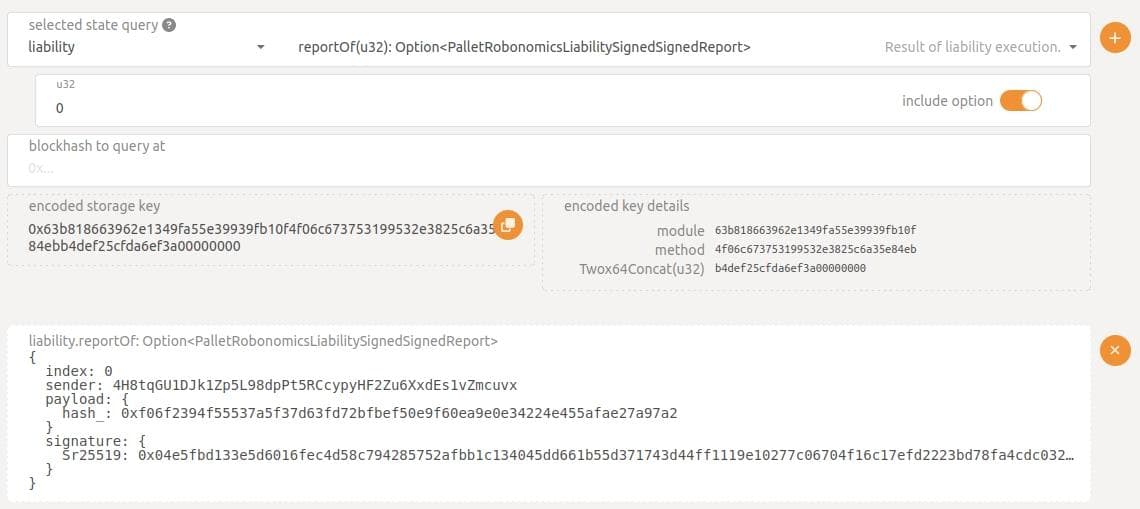 selected state query ?
liability reportOf(u32): Option<PalletRobonomicsLiabilitySignedSignedReport> Result of liability execution.
u32
0
include option
blockhash to query at
0x...
encoded storage key
0x63b818663962e1349fa55e39939fb10f4f06c673753199532e3825c6a35
84ebb4def25cfda6ef3a00000000
encoded key details
module 63b818663962e1349fa55e39939fb10f
method 4f06c673753199532e3825c6a35e84eb
Twox64Concat(u32) b4def25cfda6ef3a00000000
liability.reportOf: Option<PalletRobonomicsLiabilitySignedSignedReport>
{
index: 0
sender: 4H8tqGU1DJk1Zp5L98dpPt5RCcypyHF2Zu6XxdEs1vZmcuvx
payload: {
hash_: 0xf06f2394f55537a5f37d63fd72bfbef50e9f60ea9e0e34224e455afae27a97a2
}
signature: {
Sr25519: 0x04e5fbd133e5d6016fec4d58c794285752afbb1c134045dd661b55d371743d44ff1119e10277c06704f16c17efd2223bd78fa4cdc032…
}
}